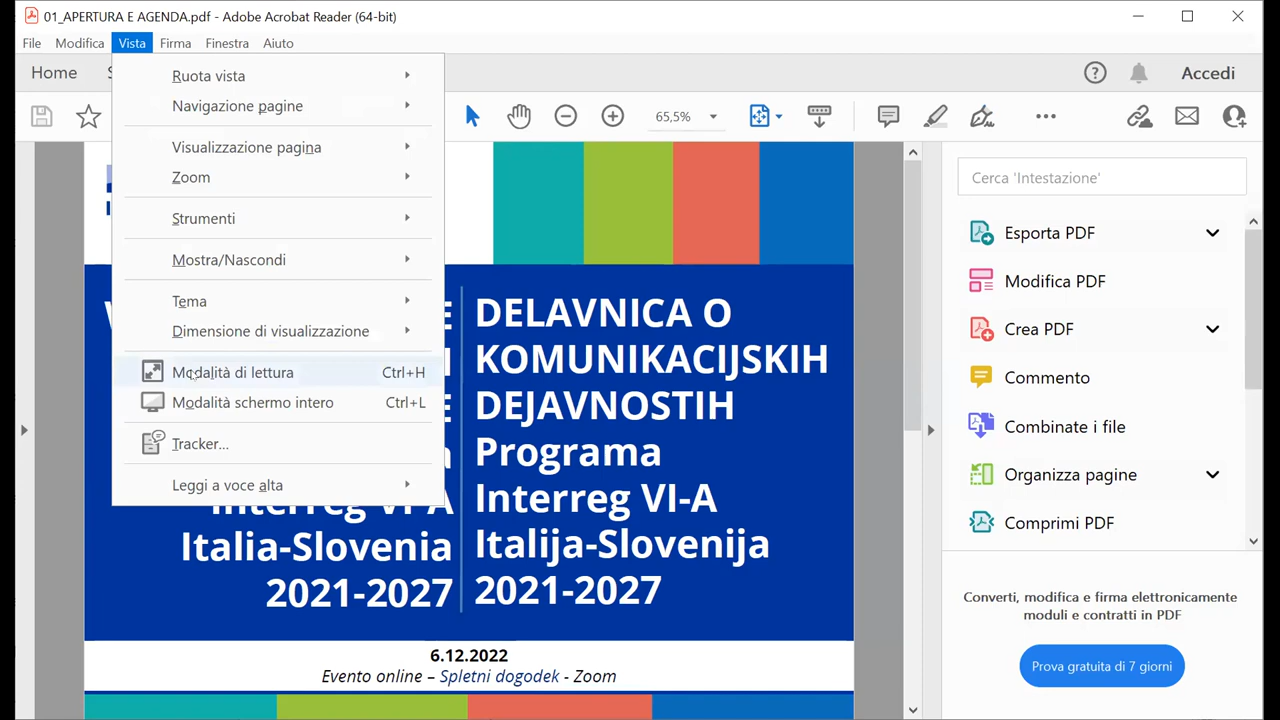 01_APERTURA E AGENDA.pdf - Adobe Acrobat Reader (64-bit)
File Modifica Vista Firma Finestra Aiuto
Home
Accedi
65,5%
Ruota vista
Navigazione pagine
Visualizzazione pagina
Zoom
Strumenti
Mostra/Nascondi
Tema
Dimensione di visualizzazione
Modalità di lettura Ctrl+H
Modalità schermo intero Ctrl+L
Tracker...
Leggi a voce alta
Interreg VI-A
Italia-Slovenia
2021-2027
DELAVNICA O
KOMUNIKACIJSKIH
DEJAVNOSTIH
Programa
Interreg VI-A
Italija-Slovenija
2021-2027
6.12.2022
Evento online – Spletni dogodek - Zoom
Cerca 'Intestazione'
Esporta PDF
Modifica PDF
Crea PDF
Commento
Combinate i file
Organizza pagine
Comprimi PDF
Converti, modifica e firma elettronicamente
moduli e contratti in PDF
Prova gratuita di 7 giorni